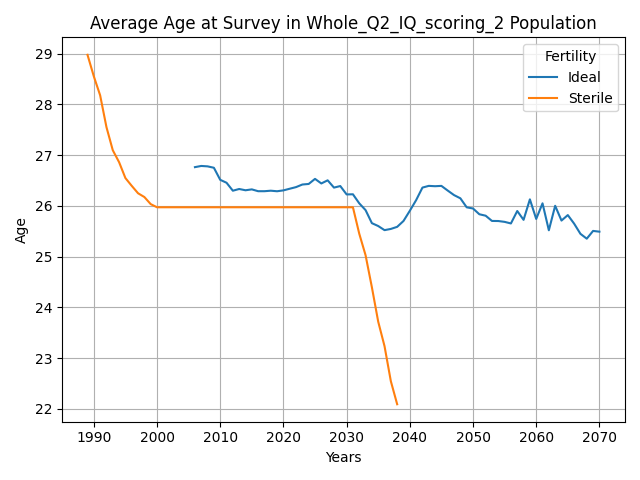 Average Age at Survey in Whole_Q2_IQ_scoring_2 Population
Fertility
Ideal
Sterile
29
28
27
26
25
24
23
22
Age
1990 2000 2010 2020 2030 2040 2050 2060 2070
Years